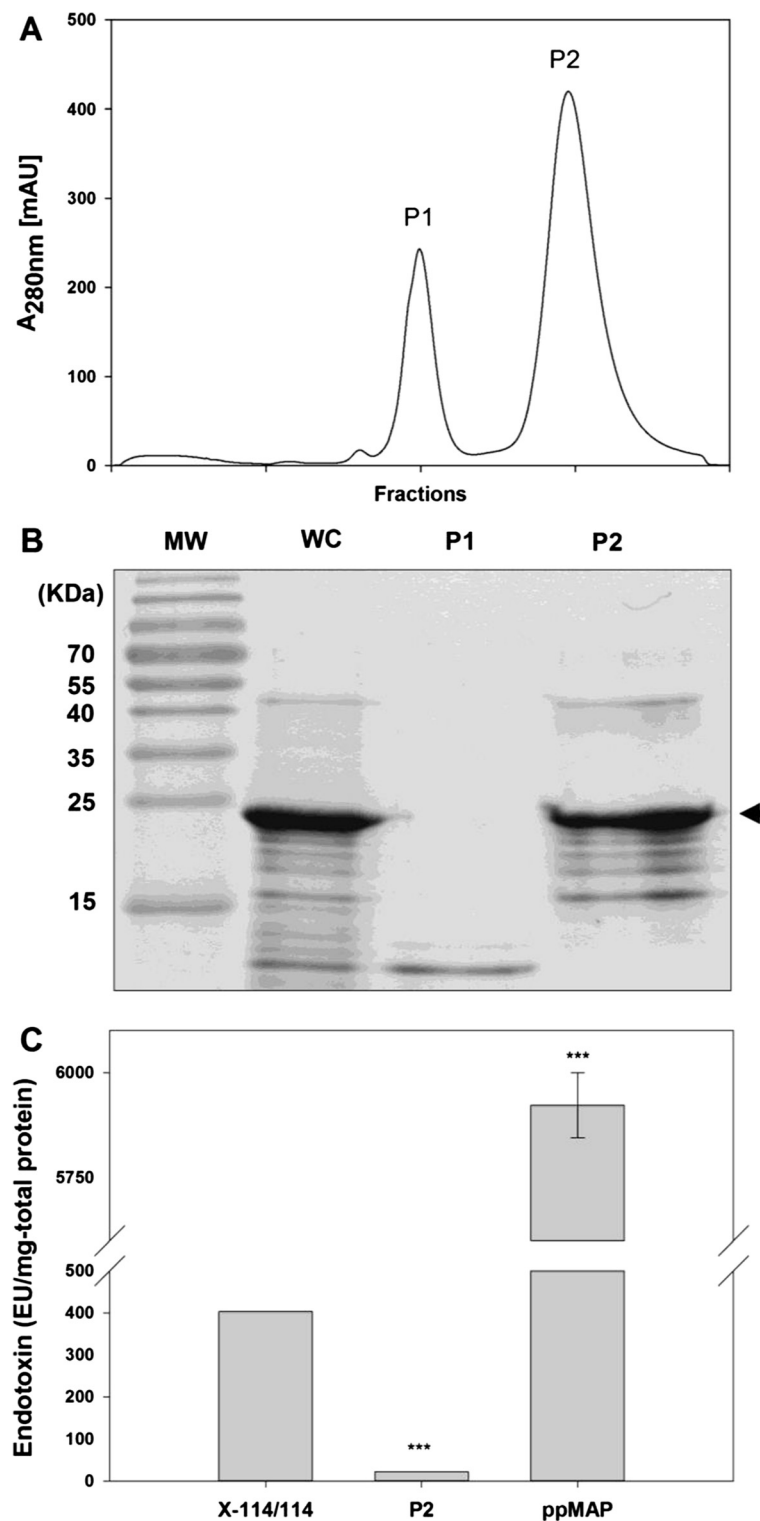 A
500
400
300
200
100
0
A280nm [mAU]
P1
P2
Fractions
B
MW WC P1 P2
(KDa)
70
55
40
35
25
15
C
Endotoxin (EU/mg-total protein)
6000
5750
500
400
300
200
100
0
***
***
X-114/114 P2 ppMAP